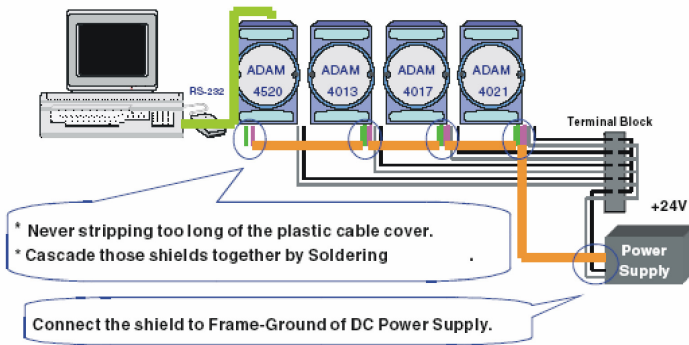 RS-232
ADAM
4520
ADAM
4013
ADAM
4017
ADAM
4021
Terminal Block
+24V
Power
Supply
* Never stripping too long of the plastic cable cover.
* Cascade those shields together by Soldering .
Connect the shield to Frame-Ground of DC Power Supply.